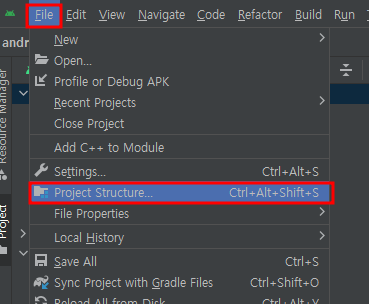 File Edit View Navigate Code Refactor Build Run
andr
New
Open...
Profile or Debug APK
Recent Projects
Close Project
Add C++ to Module
Settings... Ctrl+Alt+S
Project Structure... Ctrl+Alt+Shift+S
File Properties
Local History
Save All Ctrl+S
Sync Project with Gradle Files Ctrl+Shift+O
Reload All from Disk Ctrl+Alt+Y
Resource Manager
Project